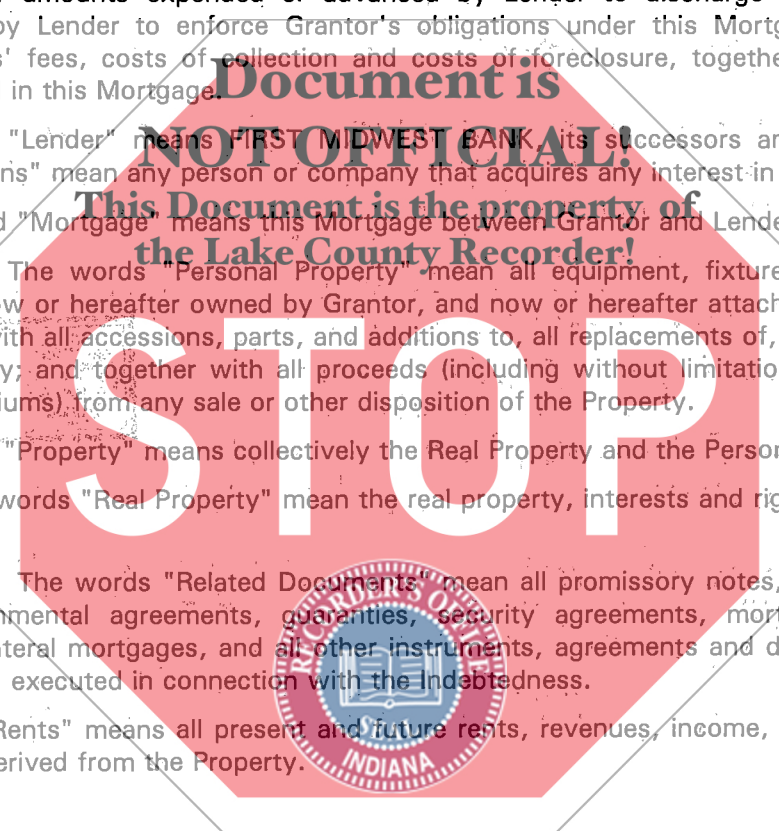 amounts expended or advanced by Lender to discharge
by Lender to enforce Grantor's obligations under this Mortg
s' fees, costs of collection and costs of foreclosure, togethe
in this Mortgage.
Document is
"Lender" means FIRST MIDWEST BANK, its successors an
NOT OFFICIAL!
ns" mean any person or company that acquires any interest in
This Document is the property of
d "Mortgage" means this Mortgage between Grantor and Lende
the Lake County Recorder!
The words "Personal Property" mean all equipment, fixture
w or hereafter owned by Grantor, and now or hereafter attach
ith all accessions, parts, and additions to, all replacements of,
y; and together with all proceeds (including without limitatio
iums) from any sale or other disposition of the Property.
STOP
"Property" means collectively the Real Property and the Person
words "Real Property" mean the real property, interests and rig
The words "Related Documents" mean all promissory notes,
nmental agreements, guaranties, security agreements, mort
ateral mortgages, and all other instruments, agreements and d
executed in connection with the Indebtedness.
RECORDER'S OFFICE
Rents" means all present and future rents, revenues, income,
erived from the Property.
INDIANA